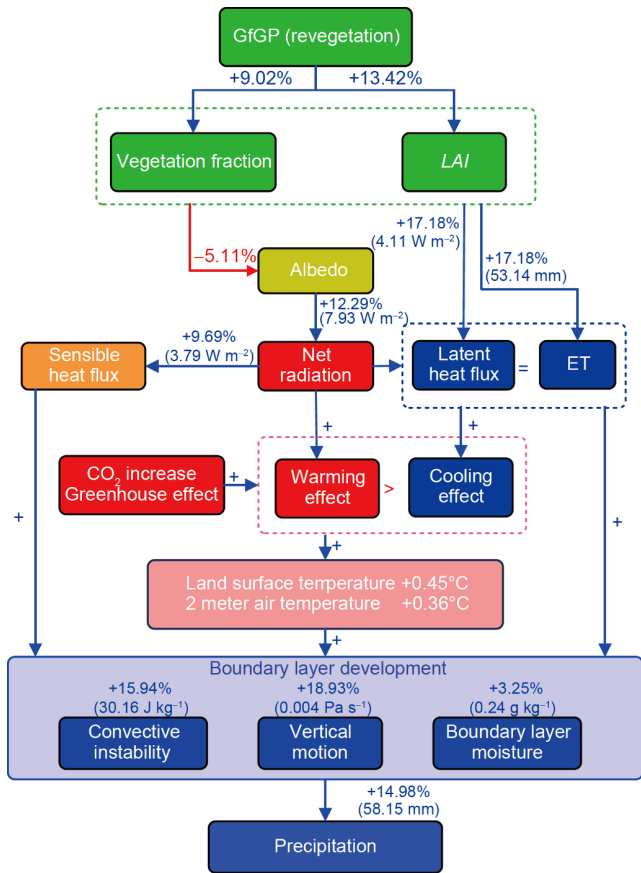 GfGP (revegetation)
+9.02% +13.42%
Vegetation fraction
LAI
+17.18%
(4.11 W m⁻²)
+17.18%
(53.14 mm)
−5.11%
Albedo
+12.29%
(7.93 W m⁻²)
+9.69%
(3.79 W m⁻²)
Sensible
heat flux
Net
radiation
Latent
heat flux
=
ET
+
+
+
+
CO₂ increase
Greenhouse effect
+
Warming
effect
>
Cooling
effect
+
Land surface temperature +0.45°C
2 meter air temperature +0.36°C
+
Boundary layer development
+15.94%
(30.16 J kg⁻¹)
Convective
instability
+18.93%
(0.004 Pa s⁻¹)
Vertical
motion
+3.25%
(0.24 g kg⁻¹)
Boundary layer
moisture
+14.98%
(58.15 mm)
Precipitation